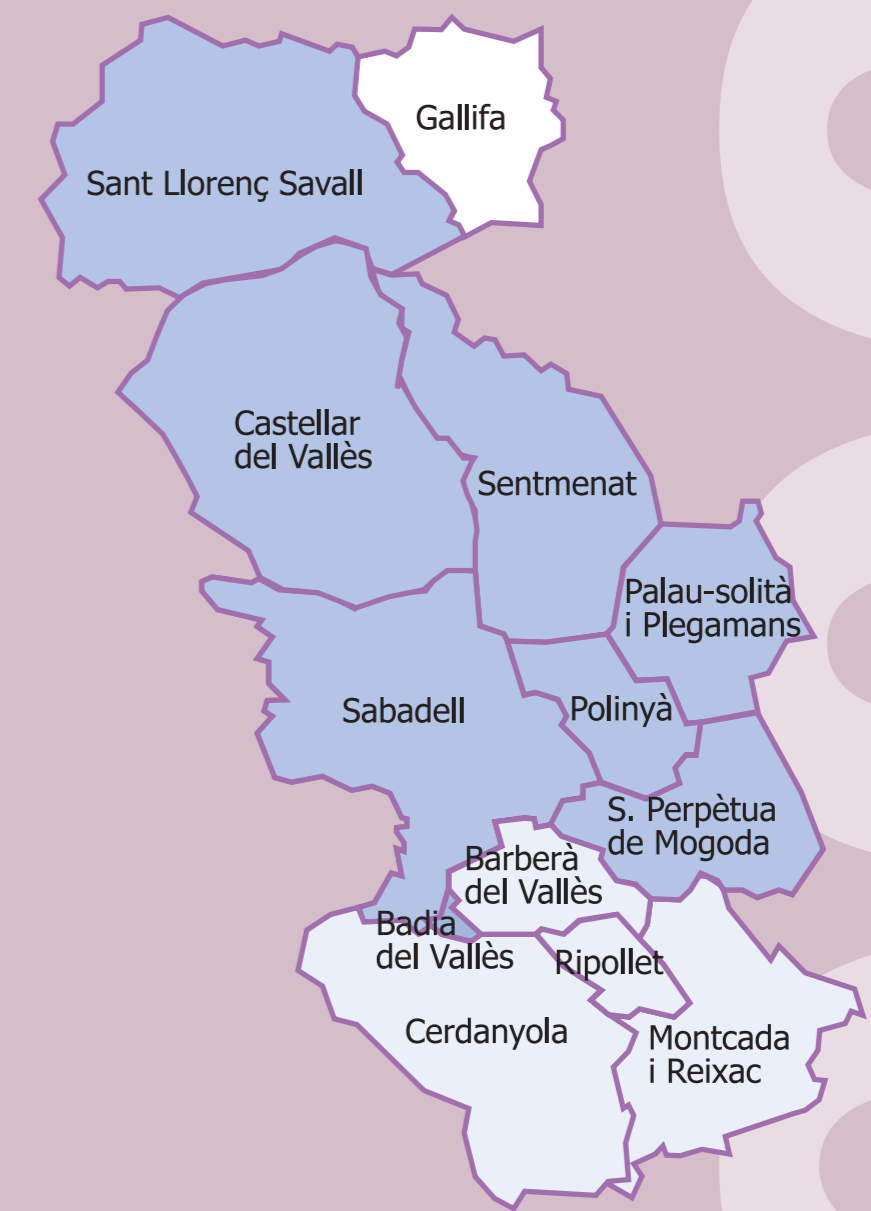 Gallifa
Sant Llorenç Savall
Castellar
del Vallès
Sentmenat
Palau-solità
i Plegamans
Sabadell
Polinyà
S. Perpètua
de Mogoda
Barberà
del Vallès
Badia
del Vallès
Ripollet
Cerdanyola
Montcada
i Reixac